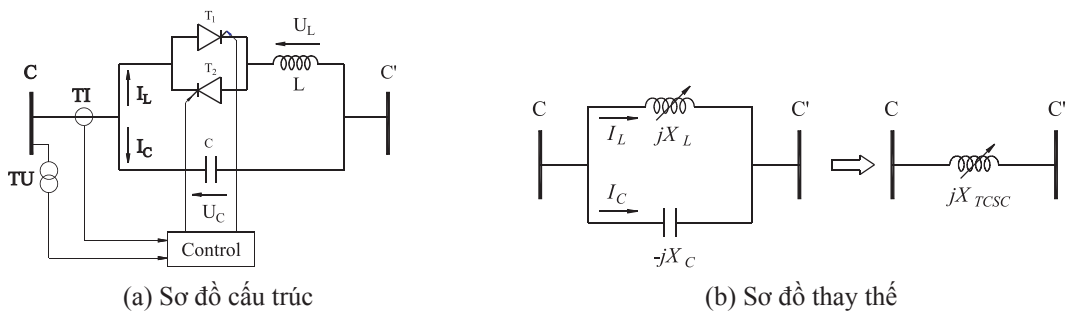 T₁
U_L
C
TI
I_L
T₂
L
C'
I_C
C
TU
U_C
Control
(a) Sơ đồ cấu trúc
C
I_L
jX_L
C'
I_C
-jX_C
C
jX_TCSC
C'
(b) Sơ đồ thay thế